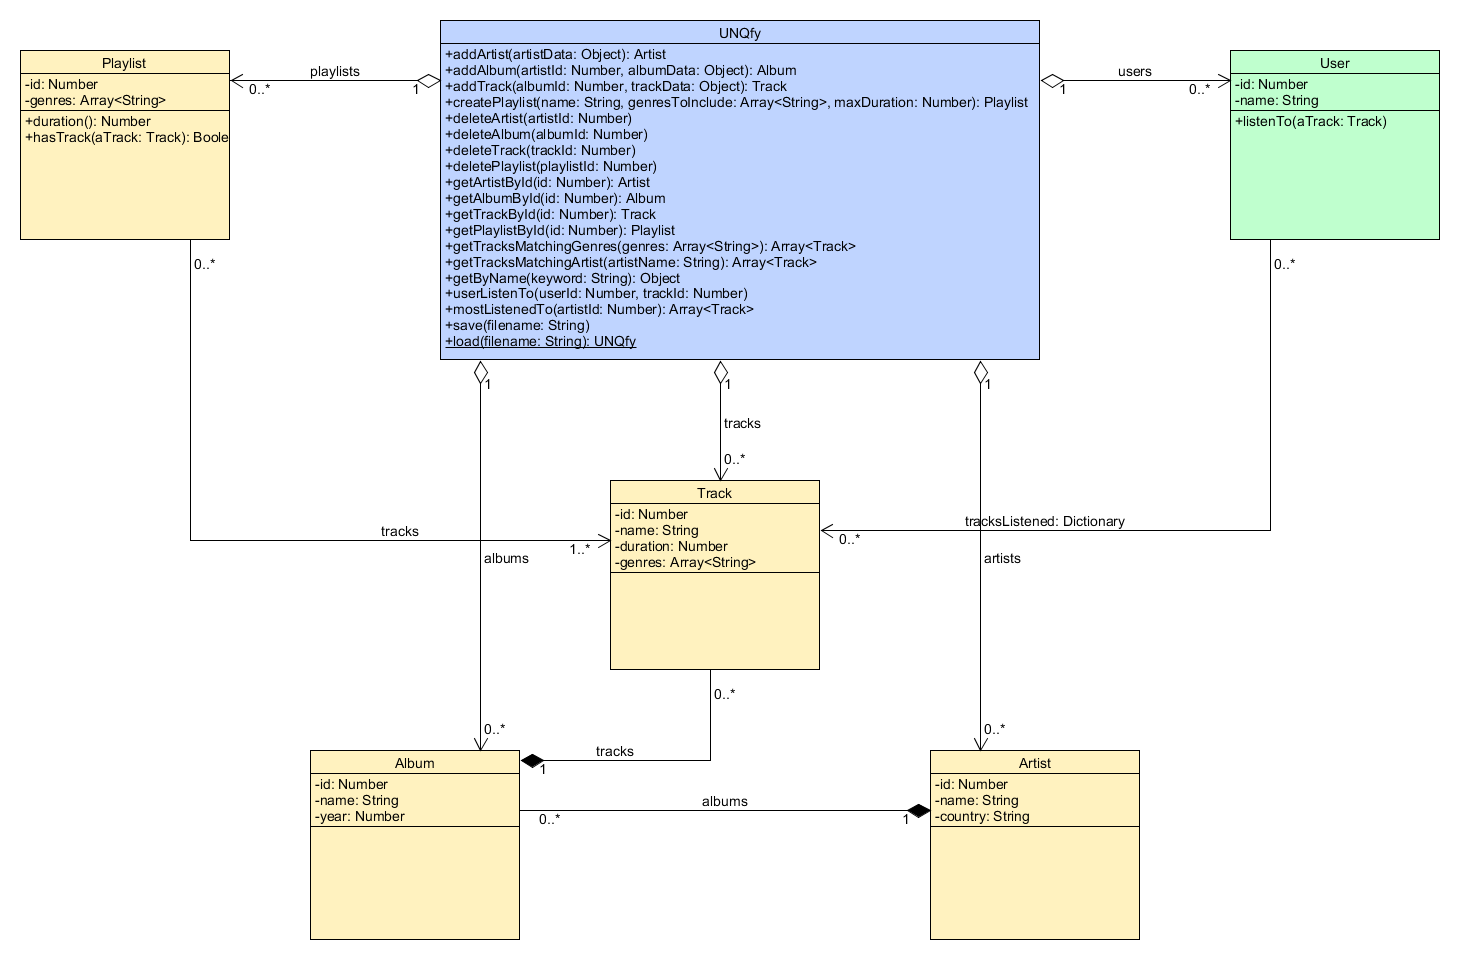 UNQfy
+addArtist(artistData: Object): Artist
+addAlbum(artistId: Number, albumData: Object): Album
+addTrack(albumId: Number, trackData: Object): Track
+createPlaylist(name: String, genresToInclude: Array<String>, maxDuration: Number): Playlist
+deleteArtist(artistId: Number)
+deleteAlbum(albumId: Number)
+deleteTrack(trackId: Number)
+deletePlaylist(playlistId: Number)
+getArtistById(id: Number): Artist
+getAlbumById(id: Number): Album
+getTrackById(id: Number): Track
+getPlaylistById(id: Number): Playlist
+getTracksMatchingGenres(genres: Array<String>): Array<Track>
+getTracksMatchingArtist(artistName: String): Array<Track>
+getByName(keyword: String): Object
+userListenTo(userId: Number, trackId: Number)
+mostListenedTo(artistId: Number): Array<Track>
+save(filename: String)
+load(filename: String): UNQfy
Playlist
-id: Number
-genres: Array<String>
+duration(): Number
+hasTrack(aTrack: Track): Boole
playlists
0..*
1
users
1
0..*
User
-id: Number
-name: String
+listenTo(aTrack: Track)
0..*
0..*
1
1
1
tracks
0..*
Track
-id: Number
-name: String
-duration: Number
-genres: Array<String>
tracks
1..*
tracksListened: Dictionary
0..*
albums
artists
0..*
0..*
0..*
tracks
1
Album
-id: Number
-name: String
-year: Number
albums
0..*
1
Artist
-id: Number
-name: String
-country: String